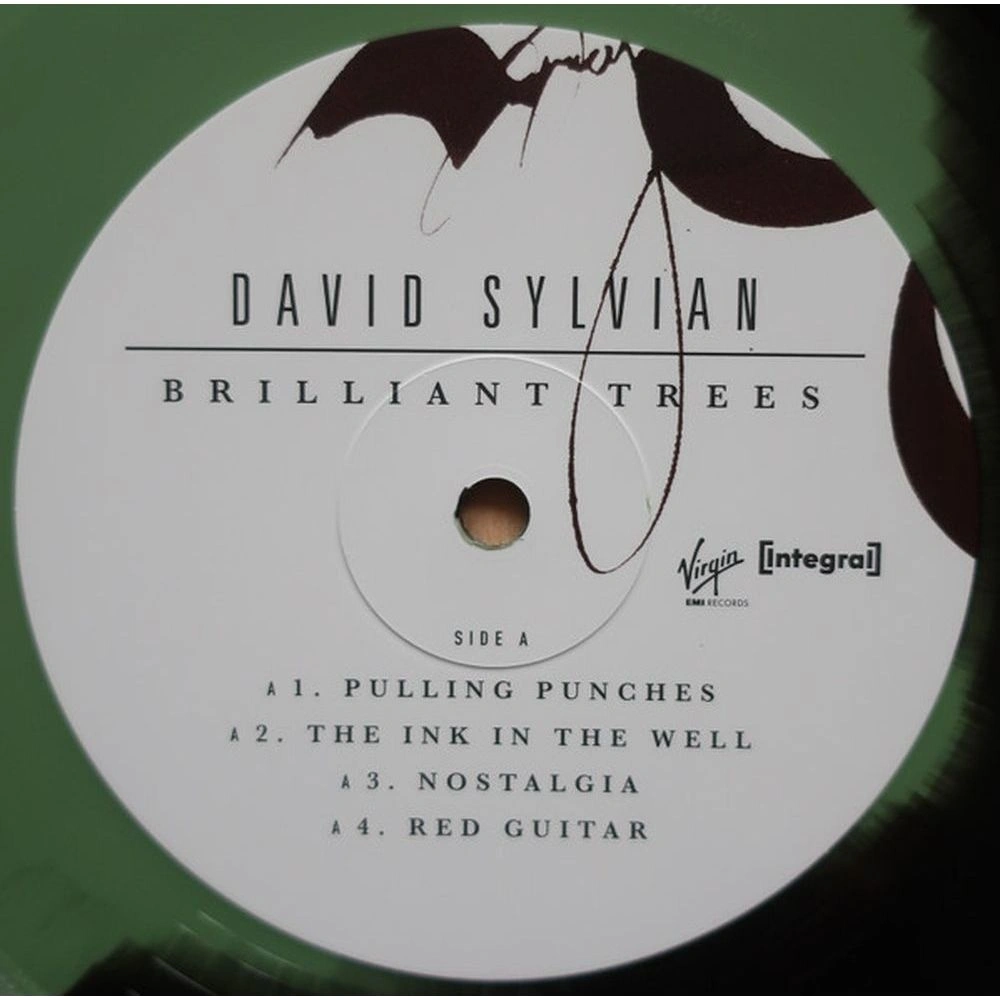 DAVID SYLVIAN
BRILLIANT TREES
Virgin
EMI RECORDS
[integral]
SIDE A
A 1. PULLING PUNCHES
A 2. THE INK IN THE WELL
A 3. NOSTALGIA
A 4. RED GUITAR